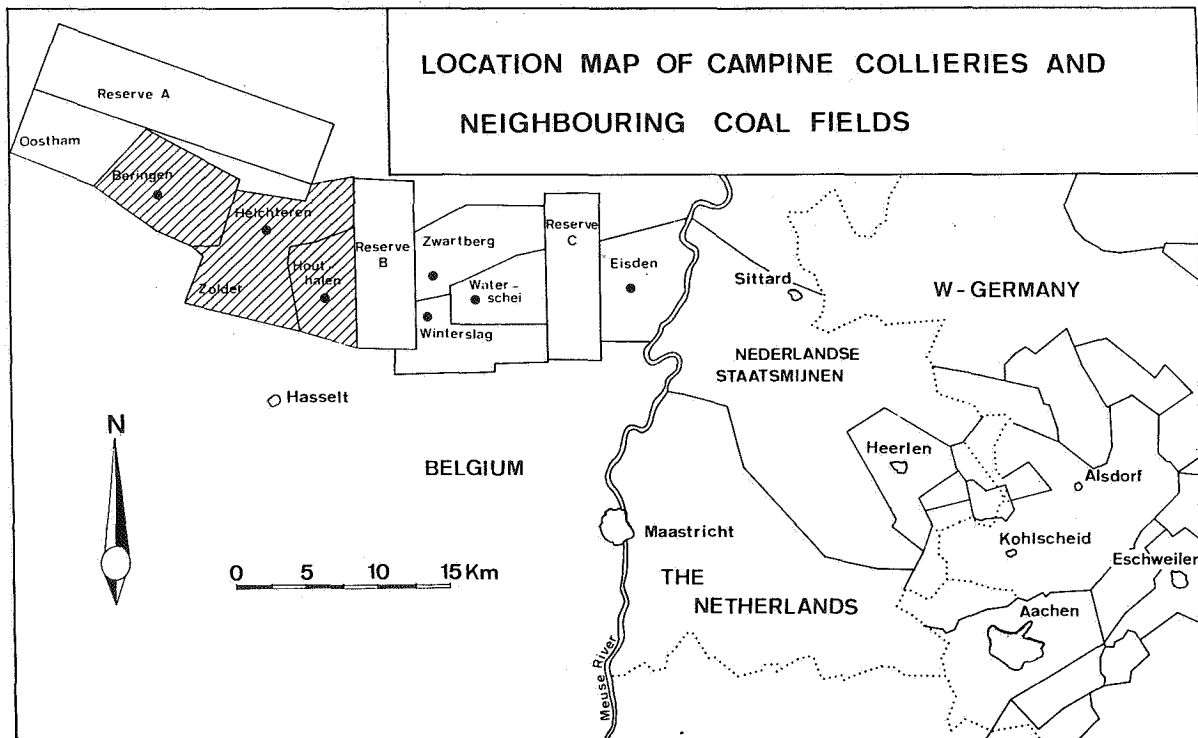 LOCATION MAP OF CAMPINE COLLIERIES AND
NEIGHBOURING COAL FIELDS
Reserve A
Oostham
Beringen
Helchteren
Zolder
Hout-
halen
Reserve
B
Zwartberg
Water-
schei
Winterslag
Reserve
C
Eisden
Sittard
W-GERMANY
NEDERLANDSE
STAATSMIJNEN
Hasselt
N
BELGIUM
Heerlen
Alsdorf
Maastricht
Kohlscheid
Eschweiler
0 5 10 15 Km
THE
NETHERLANDS
Aachen
Meuse River